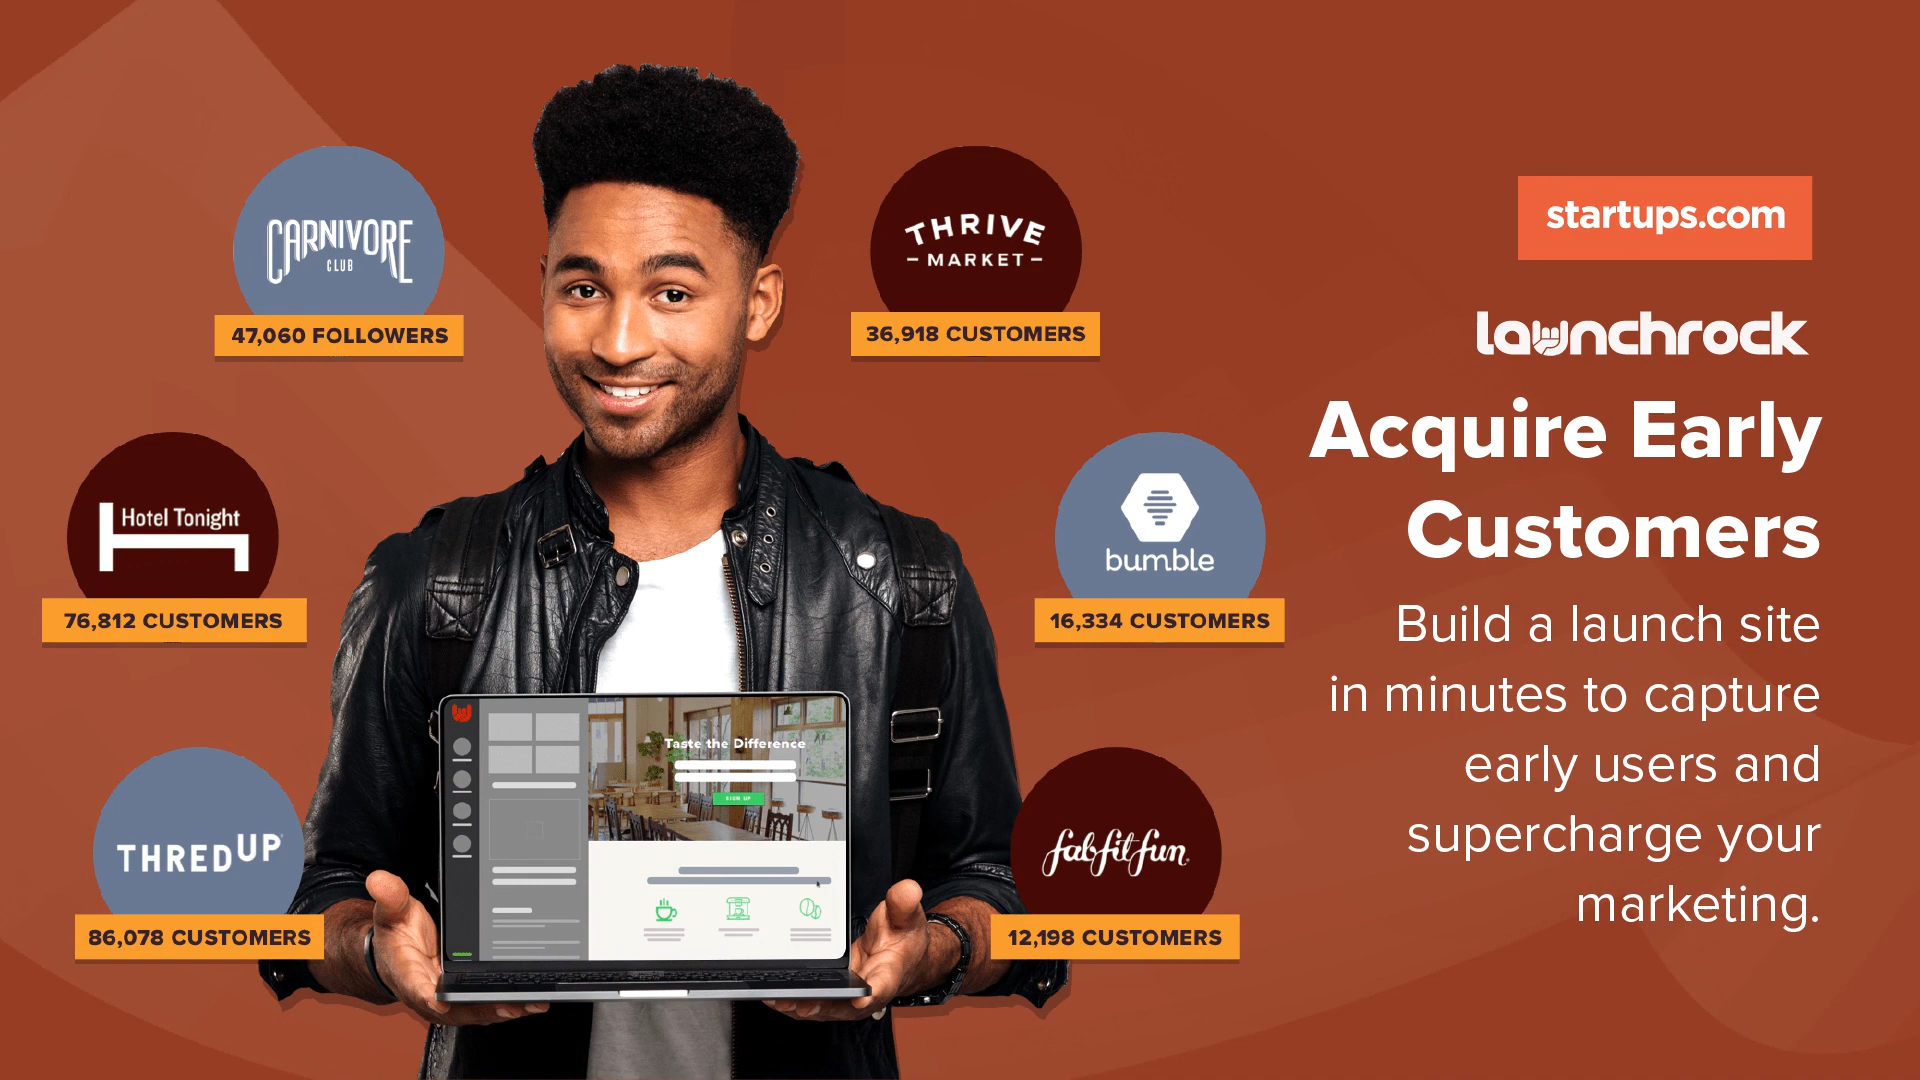 CARNIVORE
CLUB
47,060 FOLLOWERS
THRIVE
MARKET
36,918 CUSTOMERS
Hotel Tonight
76,812 CUSTOMERS
bumble
16,334 CUSTOMERS
THREDUP
86,078 CUSTOMERS
fabfitfun
12,198 CUSTOMERS
Taste the Difference
SIGN UP
startups.com
launchrock
Acquire Early
Customers
Build a launch site
in minutes to capture
early users and
supercharge your
marketing.